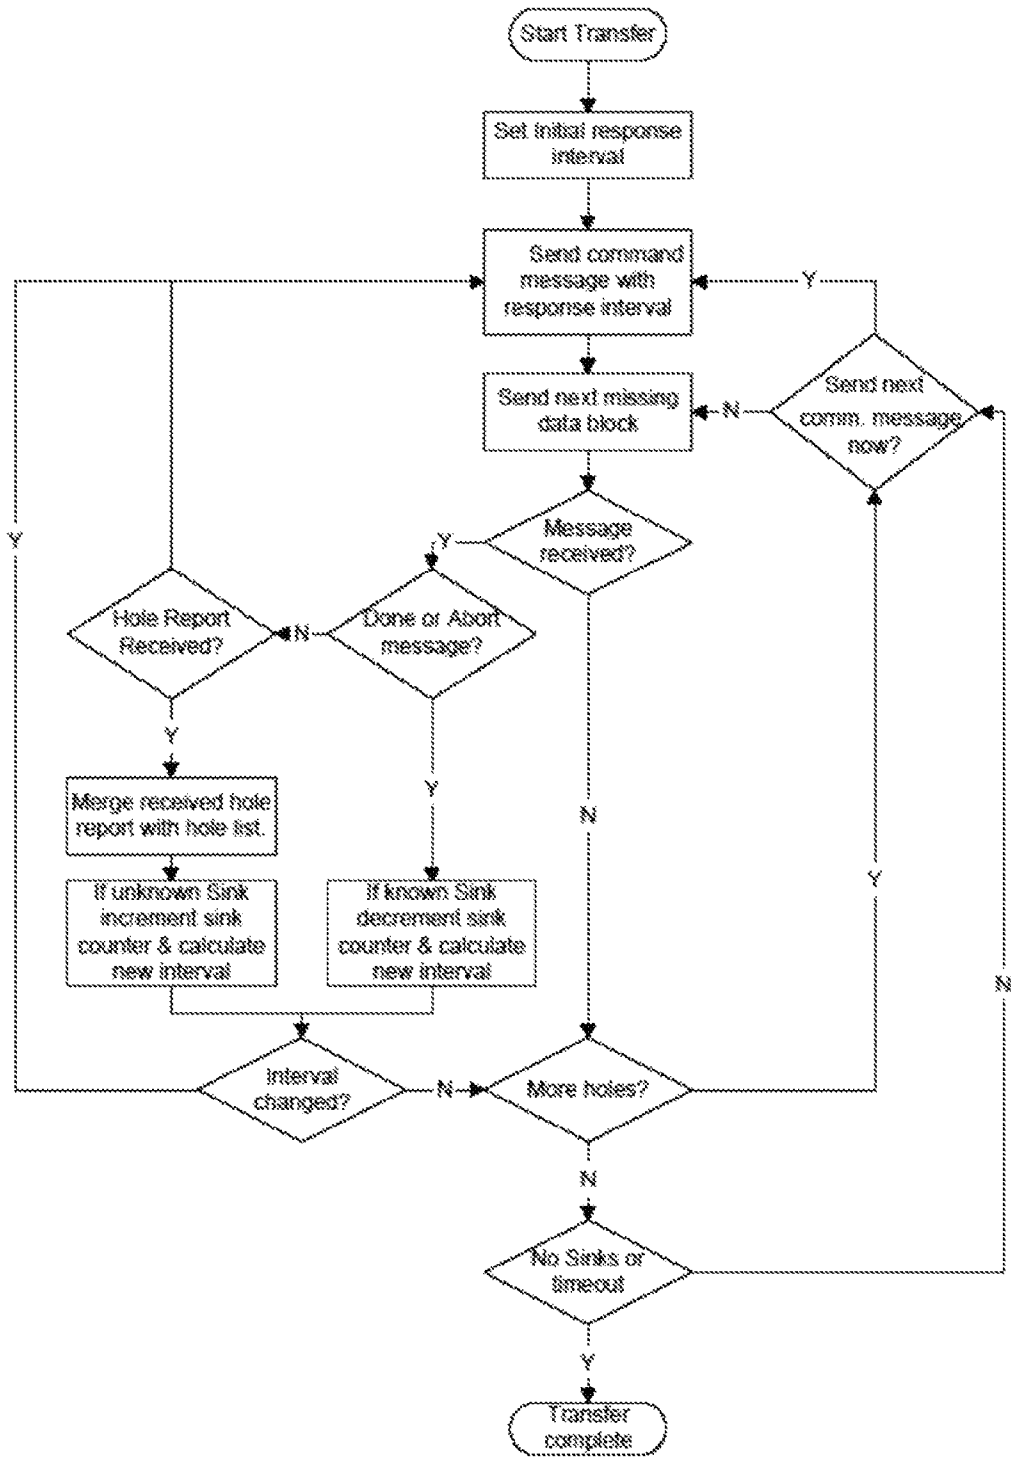 Start Transfer
Set Initial response
interval
Send command
message with
response interval
Y
Send next missing
data block
N
Send next
comm. message
now?
Message
received?
Y
Y
Hole Report
Received?
N
Done or Abort
message?
Y
Y
N
Merge received hole
report with hole list.
Y
If unknown Sink
increment sink
counter & calculate
new interval
If known Sink
decrement sink
counter & calculate
new interval
N
Interval
changed?
N
More holes?
N
No Sinks or
timeout
Y
Transfer
complete